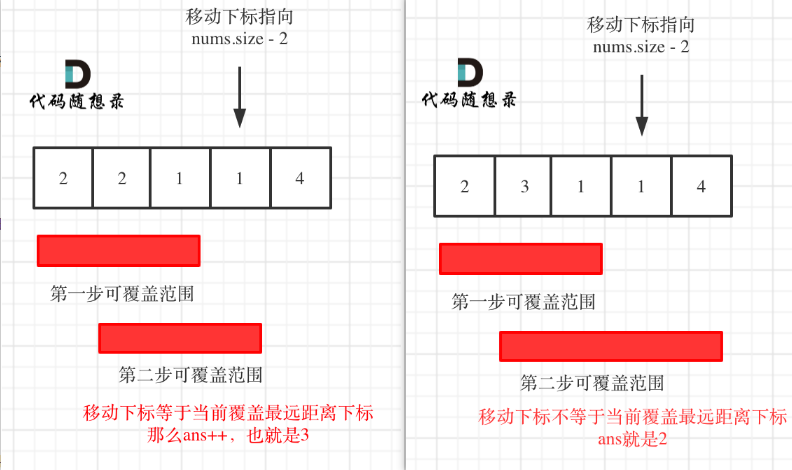 移动下标指向
nums.size - 2
代码随想录
2 2 1 1 4
第一步可覆盖范围
第二步可覆盖范围
移动下标等于当前覆盖最远距离下标
那么ans++，也就是3
移动下标指向
nums.size - 2
代码随想录
2 3 1 1 4
第一步可覆盖范围
第二步可覆盖范围
移动下标不等于当前覆盖最远距离下标
ans就是2